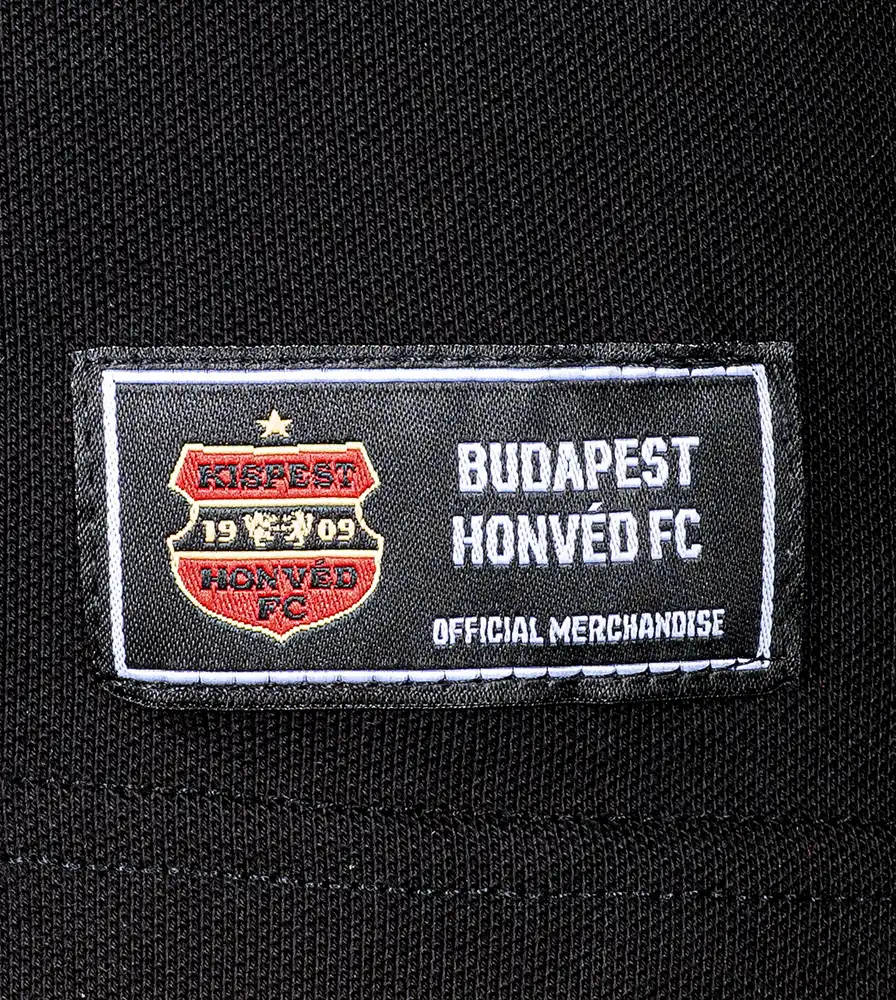 KISPEST
19 09
HONVÉD
FC
BUDAPEST
HONVÉD FC
OFFICIAL MERCHANDISE